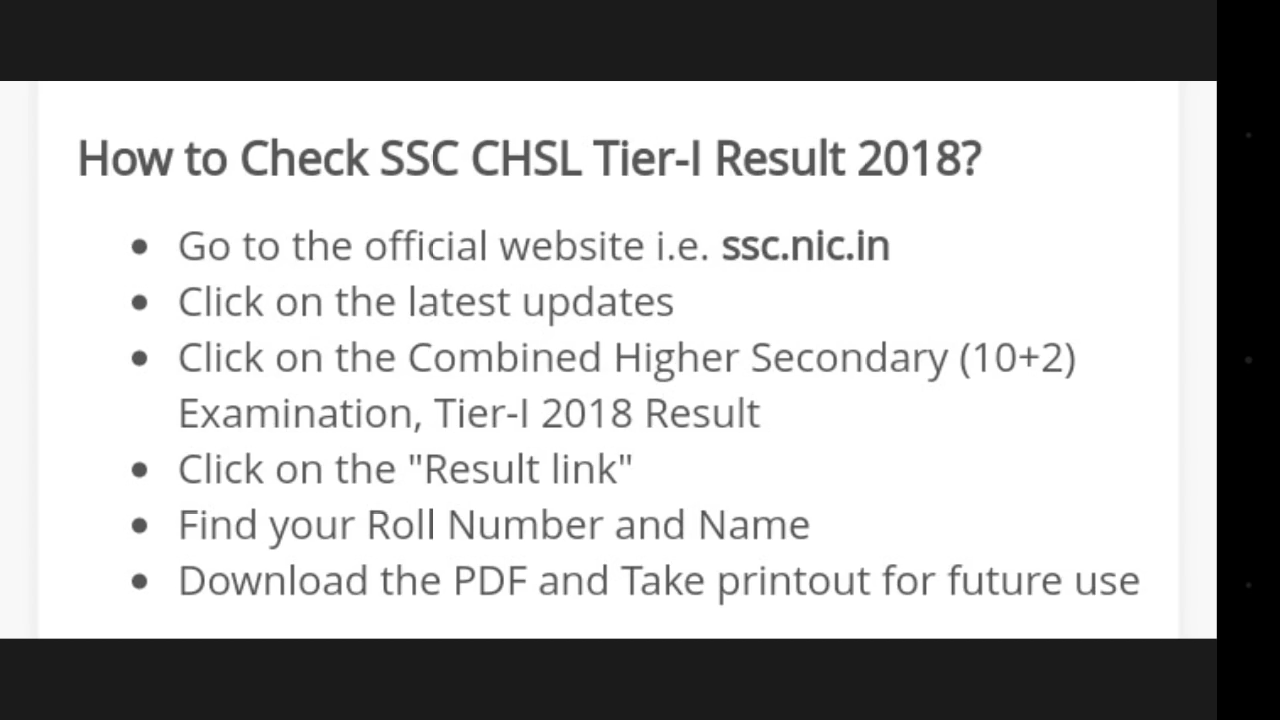 How to Check SSC CHSL Tier-I Result 2018?
• Go to the official website i.e. ssc.nic.in
• Click on the latest updates
• Click on the Combined Higher Secondary (10+2)
Examination, Tier-I 2018 Result
• Click on the "Result link"
• Find your Roll Number and Name
• Download the PDF and Take printout for future use